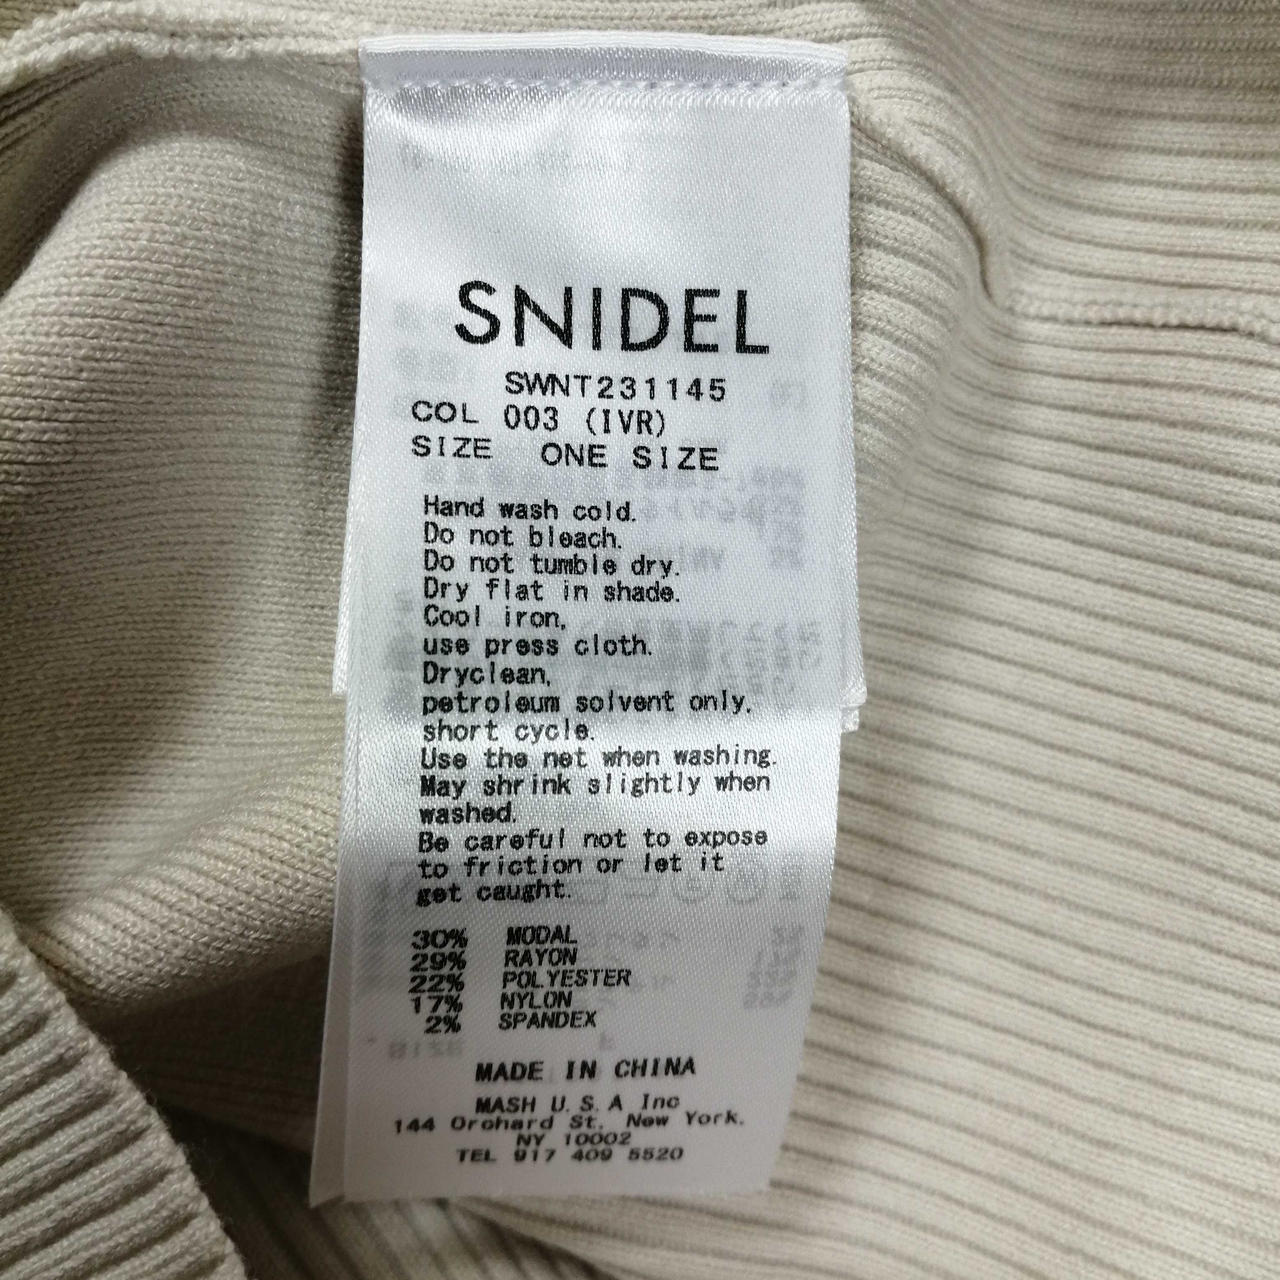 SNIDEL
SWNT231145
COL 003 (IVR)
SIZE ONE SIZE
Hand wash cold.
Do not bleach.
Do not tumble dry.
Dry flat in shade.
Cool iron,
use press cloth.
Dryclean,
petroleum solvent only,
short cycle.
Use the net when washing.
May shrink slightly when
washed.
Be careful not to expose
to friction or let it
get caught.
30% MODAL
29% RAYON
22% POLYESTER
17% NYLON
2% SPANDEX
MADE IN CHINA
MASH U.S.A Inc
144 Orchard St, New York.
NY 10002
TEL 917 409 5520